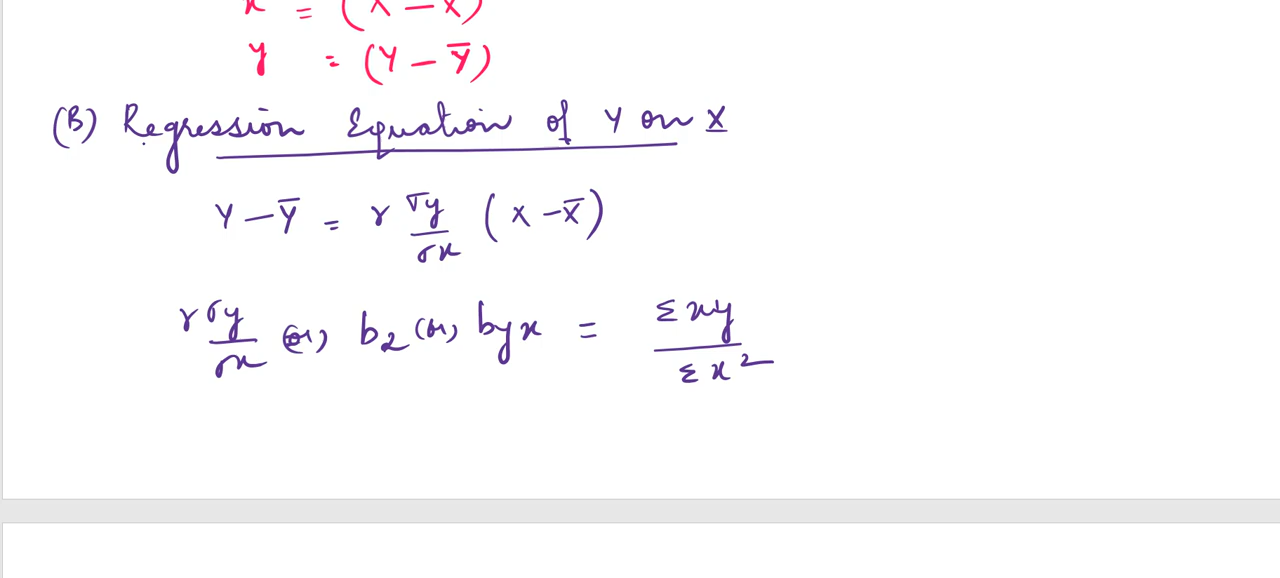 x = (X – X̅)
y = (Y – Y̅)
(B) Regression Equation of Y on X
Y – Y̅ = r σy/σx (X – X̅)
r σy/σx (or) b2 (or) byx = Σxy/Σx²